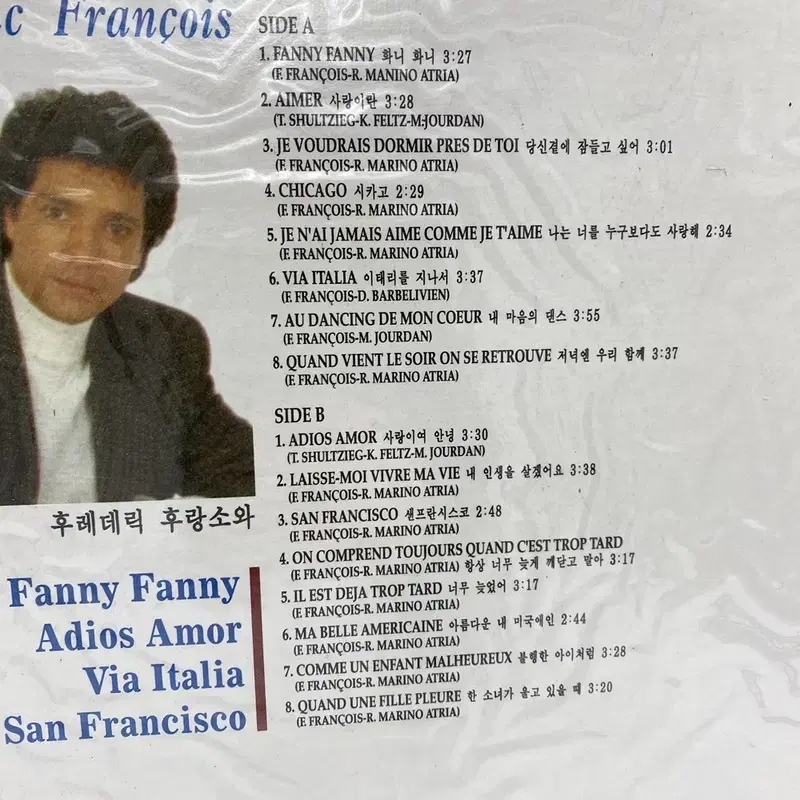 c François
SIDE A
1. FANNY FANNY 화니 화니 3:27
(F. FRANÇOIS-R. MANINO ATRIA)
2. AIMER 사랑이란 3:28
(T. SHULTZIEG-K. FELTZ-M:JOURDAN)
3. JE VOUDRAIS DORMIR PRES DE TOI 당신곁에 잠들고 싶어 3:01
(F. FRANÇOIS-R. MARINO ATRIA)
4. CHICAGO 시카고 2:29
(F. FRANÇOIS-R. MARINO ATRIA)
5. JE N'AI JAMAIS AIME COMME JE T'AIME 나는 너를 누구보다도 사랑해 2:34
(F. FRANÇOIS-R. MARINO ATRIA)
6. VIA ITALIA 이태리를 지나서 3:37
(F. FRANÇOIS-D. BARBELIVIEN)
7. AU DANCING DE MON COEUR 내 마음의 댄스 3:55
(F. FRANÇOIS-M. JOURDAN)
8. QUAND VIENT LE SOIR ON SE RETROUVE 저녁엔 우리 함께 3:37
(F. FRANÇOIS-R. MARINO ATRIA)
SIDE B
1. ADIOS AMOR 사랑이여 안녕 3:30
(T. SHULTZIEG-K. FELTZ-M. JOURDAN)
2. LAISSE-MOI VIVRE MA VIE 내 인생을 살겠어요 3:38
(F. FRANÇOIS-R. MARINO ATRIA)
3. SAN FRANCISCO 샌프란시스코 2:48
(F. FRANÇOIS-R. MARINO ATRIA)
4. ON COMPREND TOUJOURS QUAND C'EST TROP TARD
(F. FRANÇOIS-R. MARINO ATRIA) 항상 너무 늦게 깨닫고 말아 3:17
5. IL EST DEJA TROP TARD 너무 늦었어 3:17
(F. FRANÇOIS-R. MARINO ATRIA)
6. MA BELLE AMERICAINE 아름다운 내 미국애인 2:44
(F. FRANÇOIS-R. MARINO ATRIA)
7. COMME UN ENFANT MALHEUREUX 불행한 아이처럼 3:28
(F. FRANÇOIS-R. MARINO ATRIA)
8. QUAND UNE FILLE PLEURE 한 소녀가 울고 있을 때 3:20
(F. FRANÇOIS-R. MARINO ATRIA)
후레데릭 후랑소와
Fanny Fanny
Adios Amor
Via Italia
San Francisco